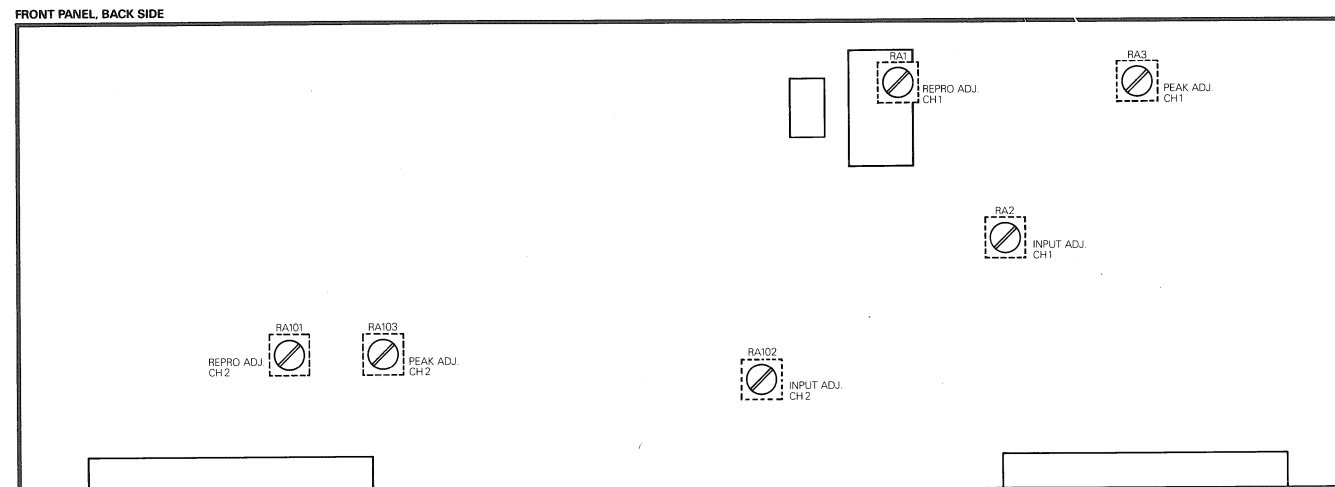 FRONT PANEL, BACK SIDE
RA1
REPRO ADJ.
CH1
RA3
PEAK ADJ.
CH1
RA2
INPUT ADJ.
CH1
RA101
REPRO ADJ.
CH2
RA103
PEAK ADJ.
CH2
RA102
INPUT ADJ.
CH2